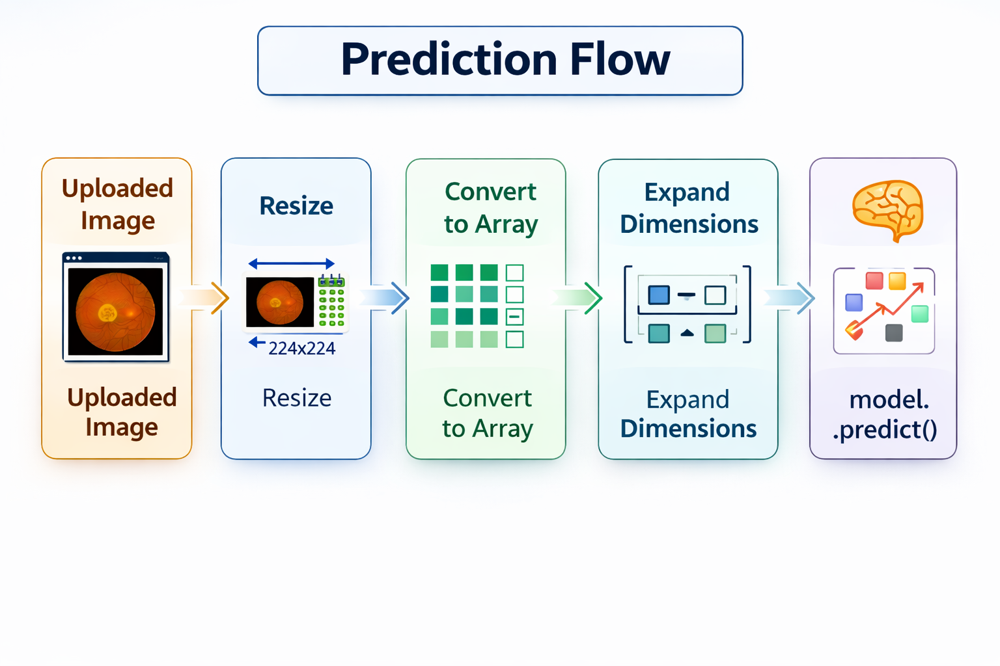 Prediction Flow
Uploaded
Image
Uploaded
Image
Resize
224x224
Resize
Convert
to Array
Convert
to Array
Expand
Dimensions
Expand
Dimensions
model.
.predict()